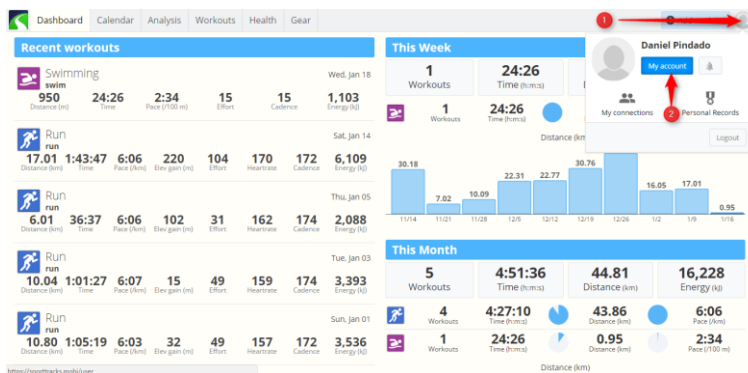 Dashboard Calendar Analysis Workouts Health Gear
1
Recent workouts
Swimming Wed, Jan 18
swim
950 24:26 2:34 15 15 1,103
Distance (m) Time Pace (/100 m) Effort Cadence Energy (kJ)
Run Sat, Jan 14
run
17.01 1:43:47 6:06 220 104 170 172 6,109
Distance (km) Time Pace (/km) Elev gain (m) Effort Heartrate Cadence Energy (kJ)
Run Thu, Jan 05
run
6.01 36:37 6:06 102 31 162 174 2,088
Distance (km) Time Pace (/km) Elev gain (m) Effort Heartrate Cadence Energy (kJ)
Run Tue, Jan 03
run
10.04 1:01:27 6:07 15 49 159 174 3,393
Distance (km) Time Pace (/km) Elev gain (m) Effort Heartrate Cadence Energy (kJ)
Run Sun, Jan 01
run
10.80 1:05:19 6:03 32 49 157 172 3,536
Distance (km) Time Pace (/km) Elev gain (m) Effort Heartrate Cadence Energy (kJ)
https://sporttracks.mobi/user
This Week
1 24:26
Workouts Time (h:m:s)
1 24:26
Workouts Time (h:m:s)
Distance (km
30.18 7.02 10.09 22.31 22.77 30.76 16.05 17.01 0.95
11/14 11/21 11/28 12/5 12/12 12/19 12/26 1/2 1/9 1/16
Daniel Pindado
My account
2
My connections Personal Records
Logout
This Month
5 4:51:36 44.81 16,228
Workouts Time (h:m:s) Distance (km) Energy (kJ)
4 4:27:10 43.86 6:06
Workouts Time (h:m:s) Distance (km) Pace (/km)
1 24:26 0.95 2:34
Workouts Time (h:m:s) Distance (km) Pace (/100 m)
Distance (km)